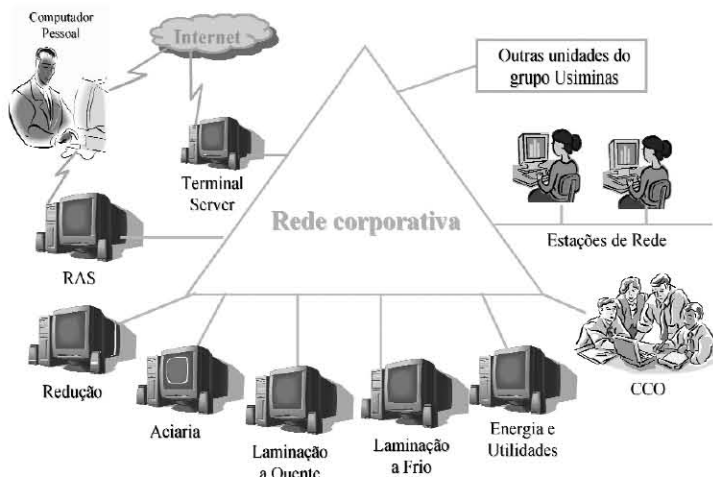 Computador
Pessoal
Internet
Outras unidades do
grupo Usiminas
Terminal
Server
Rede corporativa
Estações de Rede
RAS
Redução
Aciaria
Laminação
a Quente
Laminação
a Frio
Energia e
Utilidades
CCO